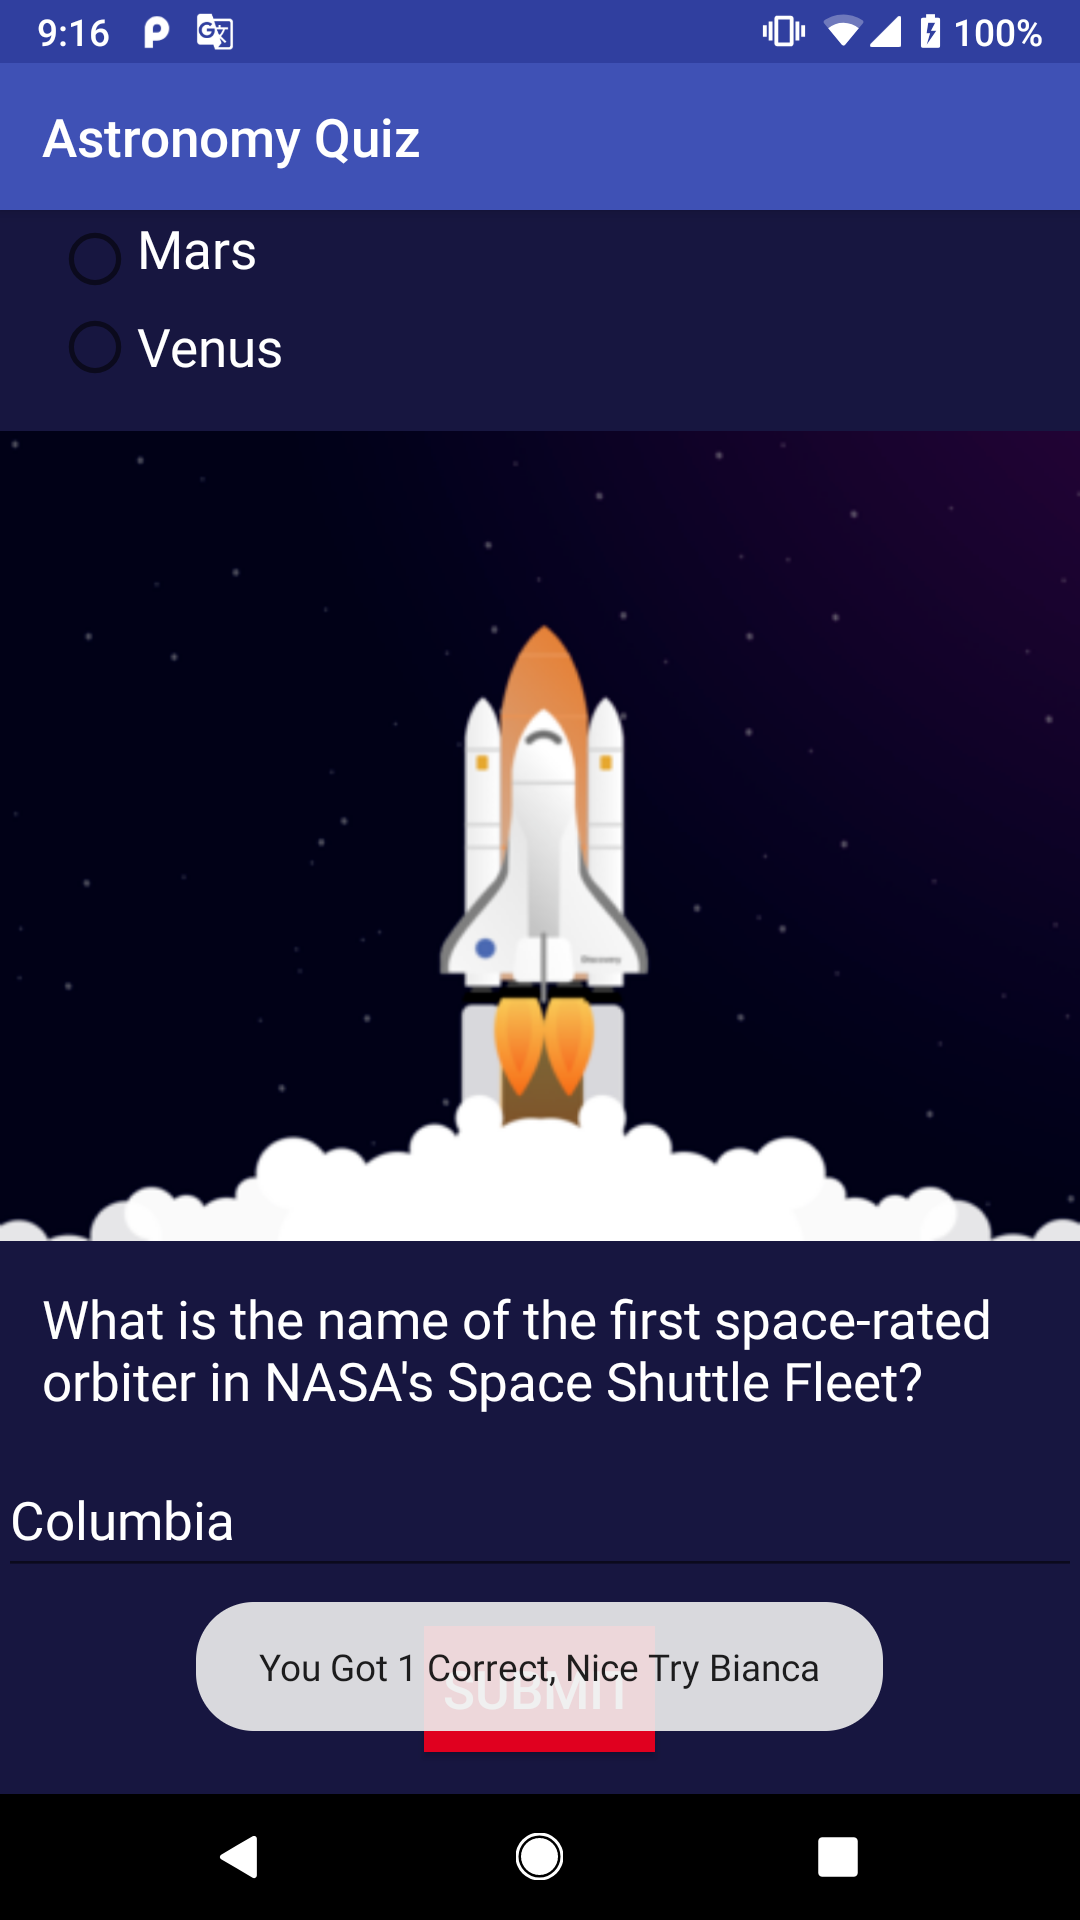 9:16
100%
Astronomy Quiz
Mars
Venus
Discovery
What is the name of the first space-rated
orbiter in NASA's Space Shuttle Fleet?
Columbia
You Got 1 Correct, Nice Try Bianca
SUBMIT